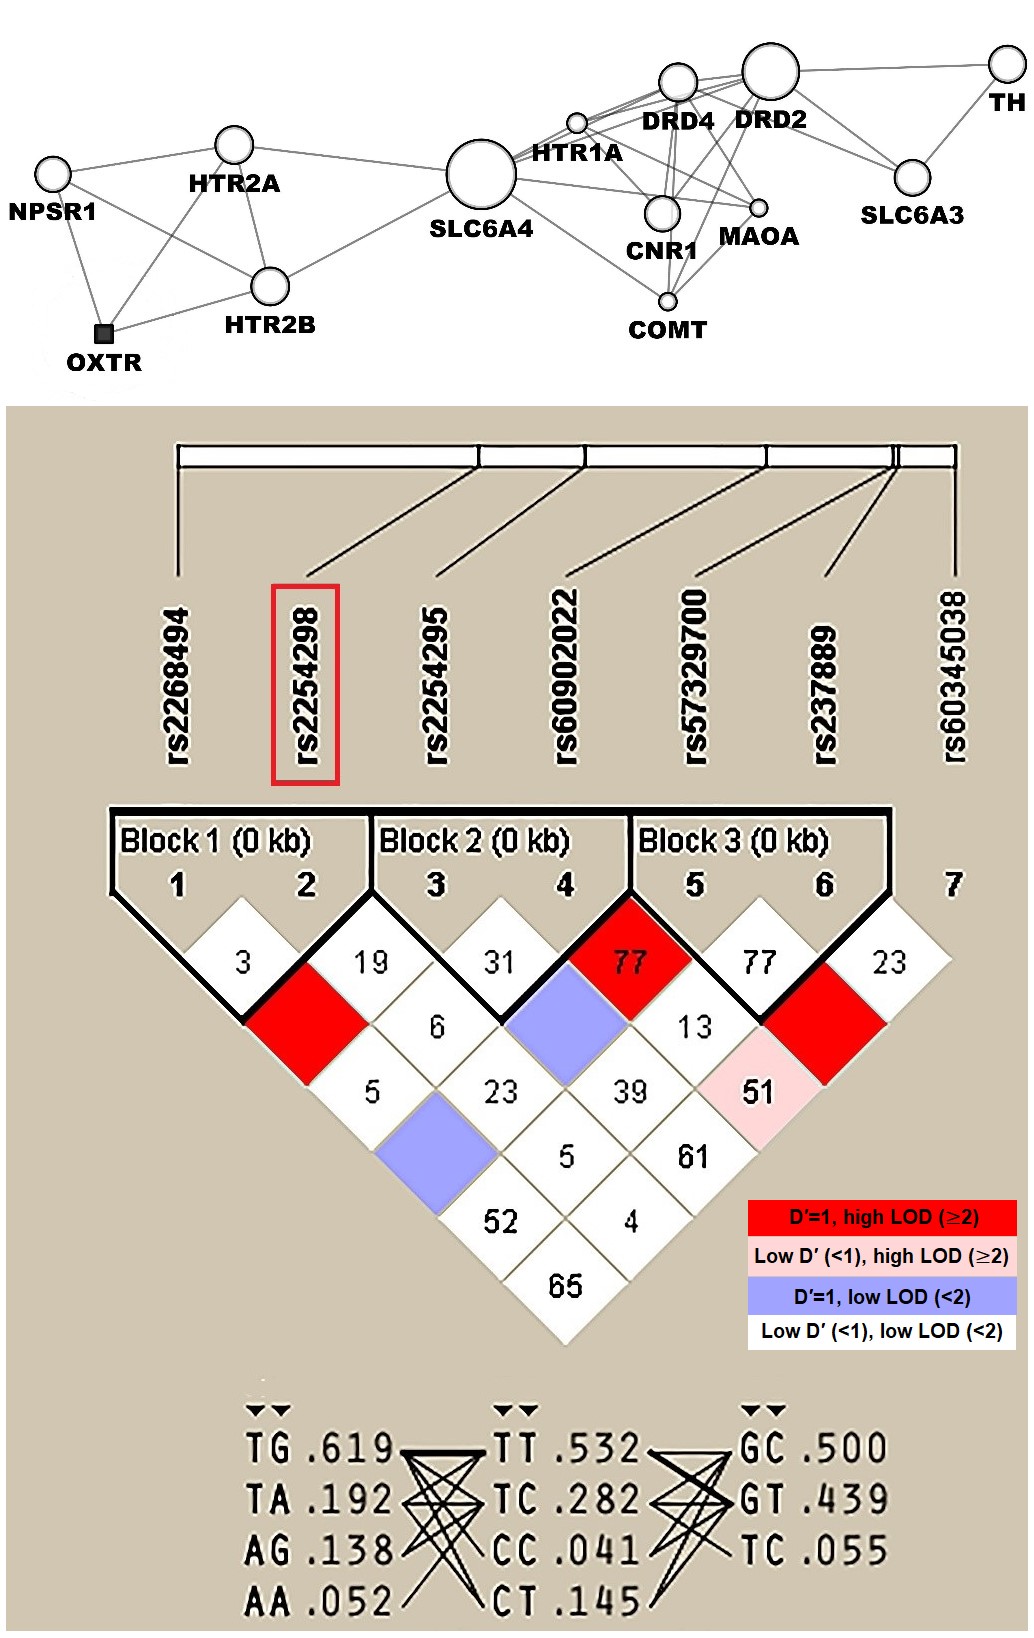 DRD4 DRD2
TH
HTR1A
HTR2A
NPSR1
SLC6A4
SLC6A3
CNR1
MAOA
HTR2B
COMT
OXTR
rs2268494
rs2254298
rs2254295
rs60902022
rs57329700
rs237889
rs60345038
Block 1 (0 kb) Block 2 (0 kb) Block 3 (0 kb)
1 2 3 4 5 6 7
3 19 31 77 77 23
6 13
5 23 39 51
5 61
52 4
65
D′=1, high LOD (≥2)
Low D′ (<1), high LOD (≥2)
D′=1, low LOD (<2)
Low D′ (<1), low LOD (<2)
TG .619 TT .532 GC .500
TA .192 TC .282 GT .439
AG .138 CC .041 TC .055
AA .052 CT .145